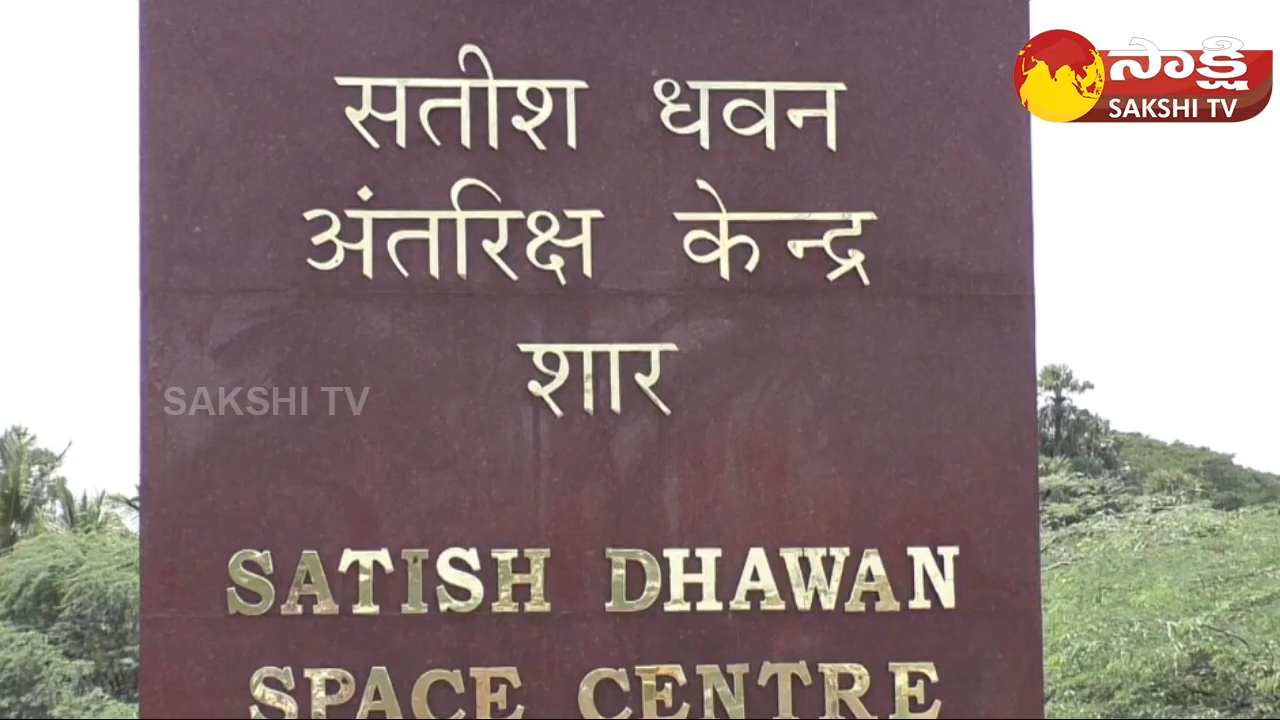 సాక్షి
SAKSHI TV
सतीश धवन
अंतरिक्ष केन्द्र
शार
SAKSHI TV
SATISH DHAWAN
SPACE CENTRE